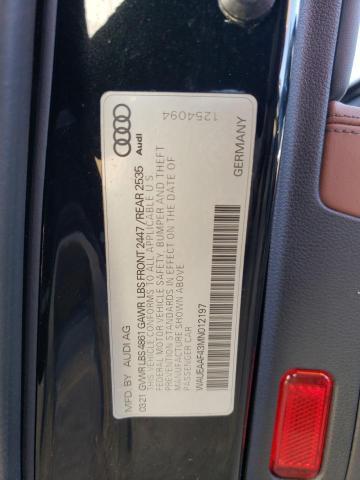 Audi
1254094
MFD BY AUDI AG
GERMANY
0321 GVWR LBS 4861 GAWR LBS FRONT 2447/REAR 2535
THIS VEHICLE CONFORMS TO ALL APPLICABLE U S
FEDERAL MOTOR VEHICLE SAFETY, BUMPER AND THEFT
PREVENTION STANDARDS IN EFFECT ON THE DATE OF
MANUFACTURE SHOWN ABOVE.
PASSENGER CAR
WAUEAAF43MN012197